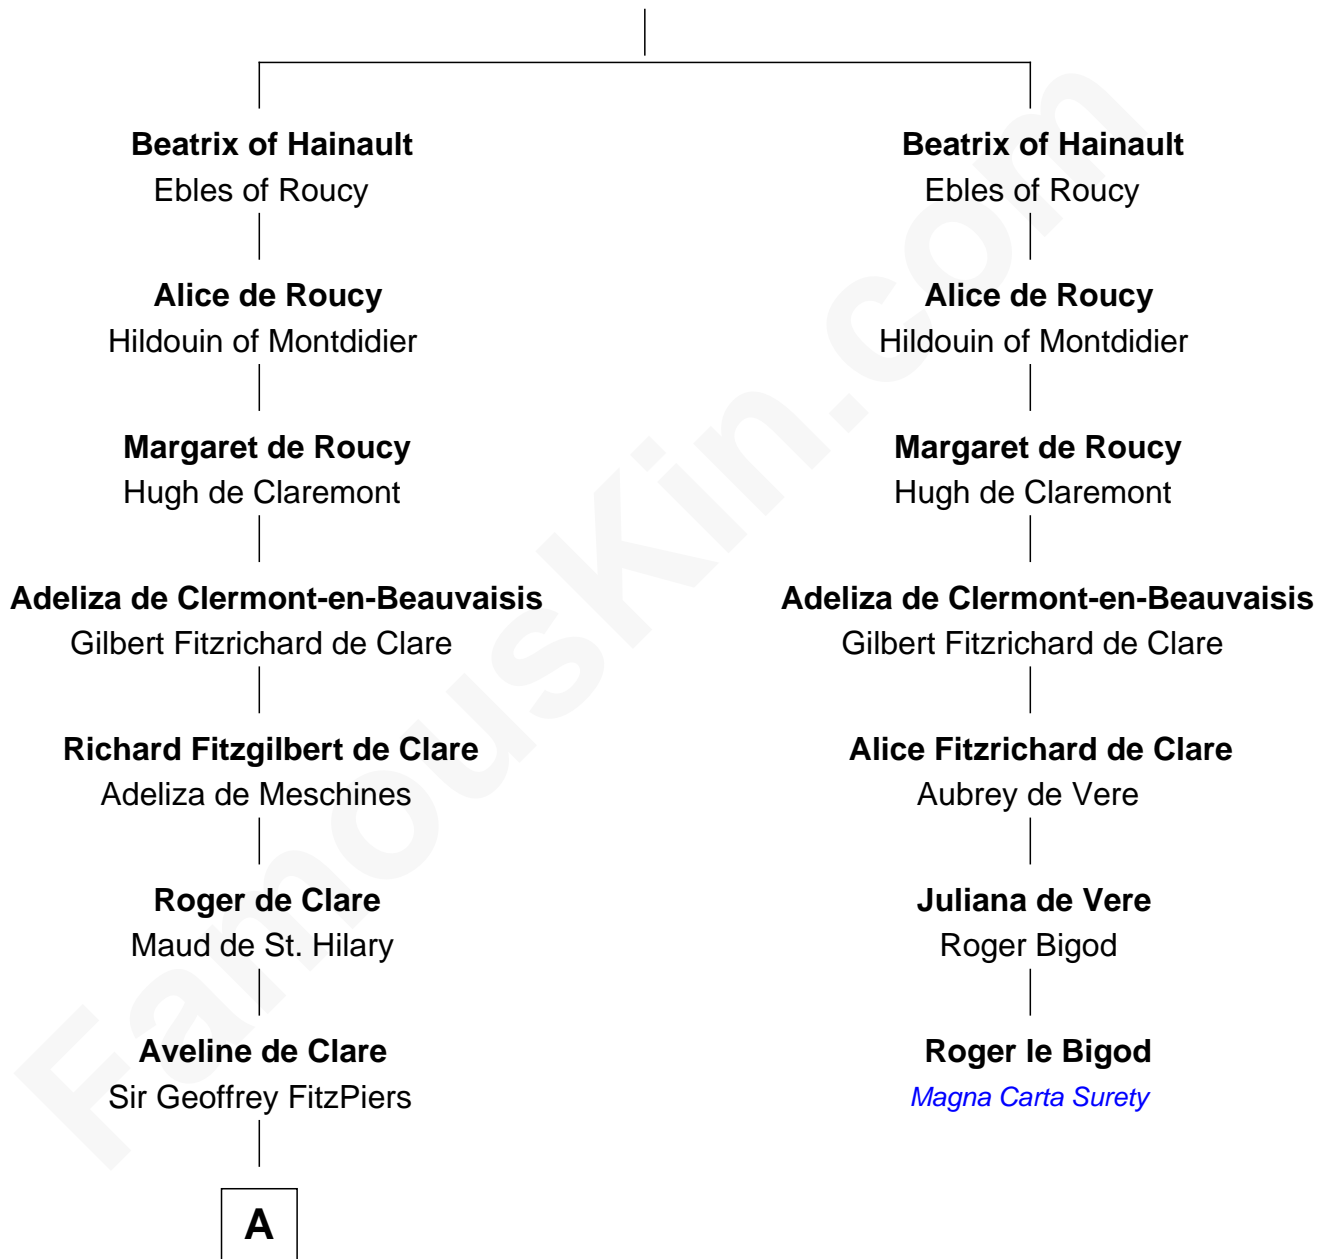 Beatrix of Hainault
Ebles of Roucy
Alice de Roucy
Hildouin of Montdidier
Margaret de Roucy
Hugh de Claremont
Adeliza de Clermont-en-Beauvaisis
Gilbert Fitzrichard de Clare
Richard Fitzgilbert de Clare
Adeliza de Meschines
Roger de Clare
Maud de St. Hilary
Aveline de Clare
Sir Geoffrey FitzPiers
A
Beatrix of Hainault
Ebles of Roucy
Alice de Roucy
Hildouin of Montdidier
Margaret de Roucy
Hugh de Claremont
Adeliza de Clermont-en-Beauvaisis
Gilbert Fitzrichard de Clare
Alice Fitzrichard de Clare
Aubrey de Vere
Juliana de Vere
Roger Bigod
Roger le Bigod
Magna Carta Surety
FamousKin.com